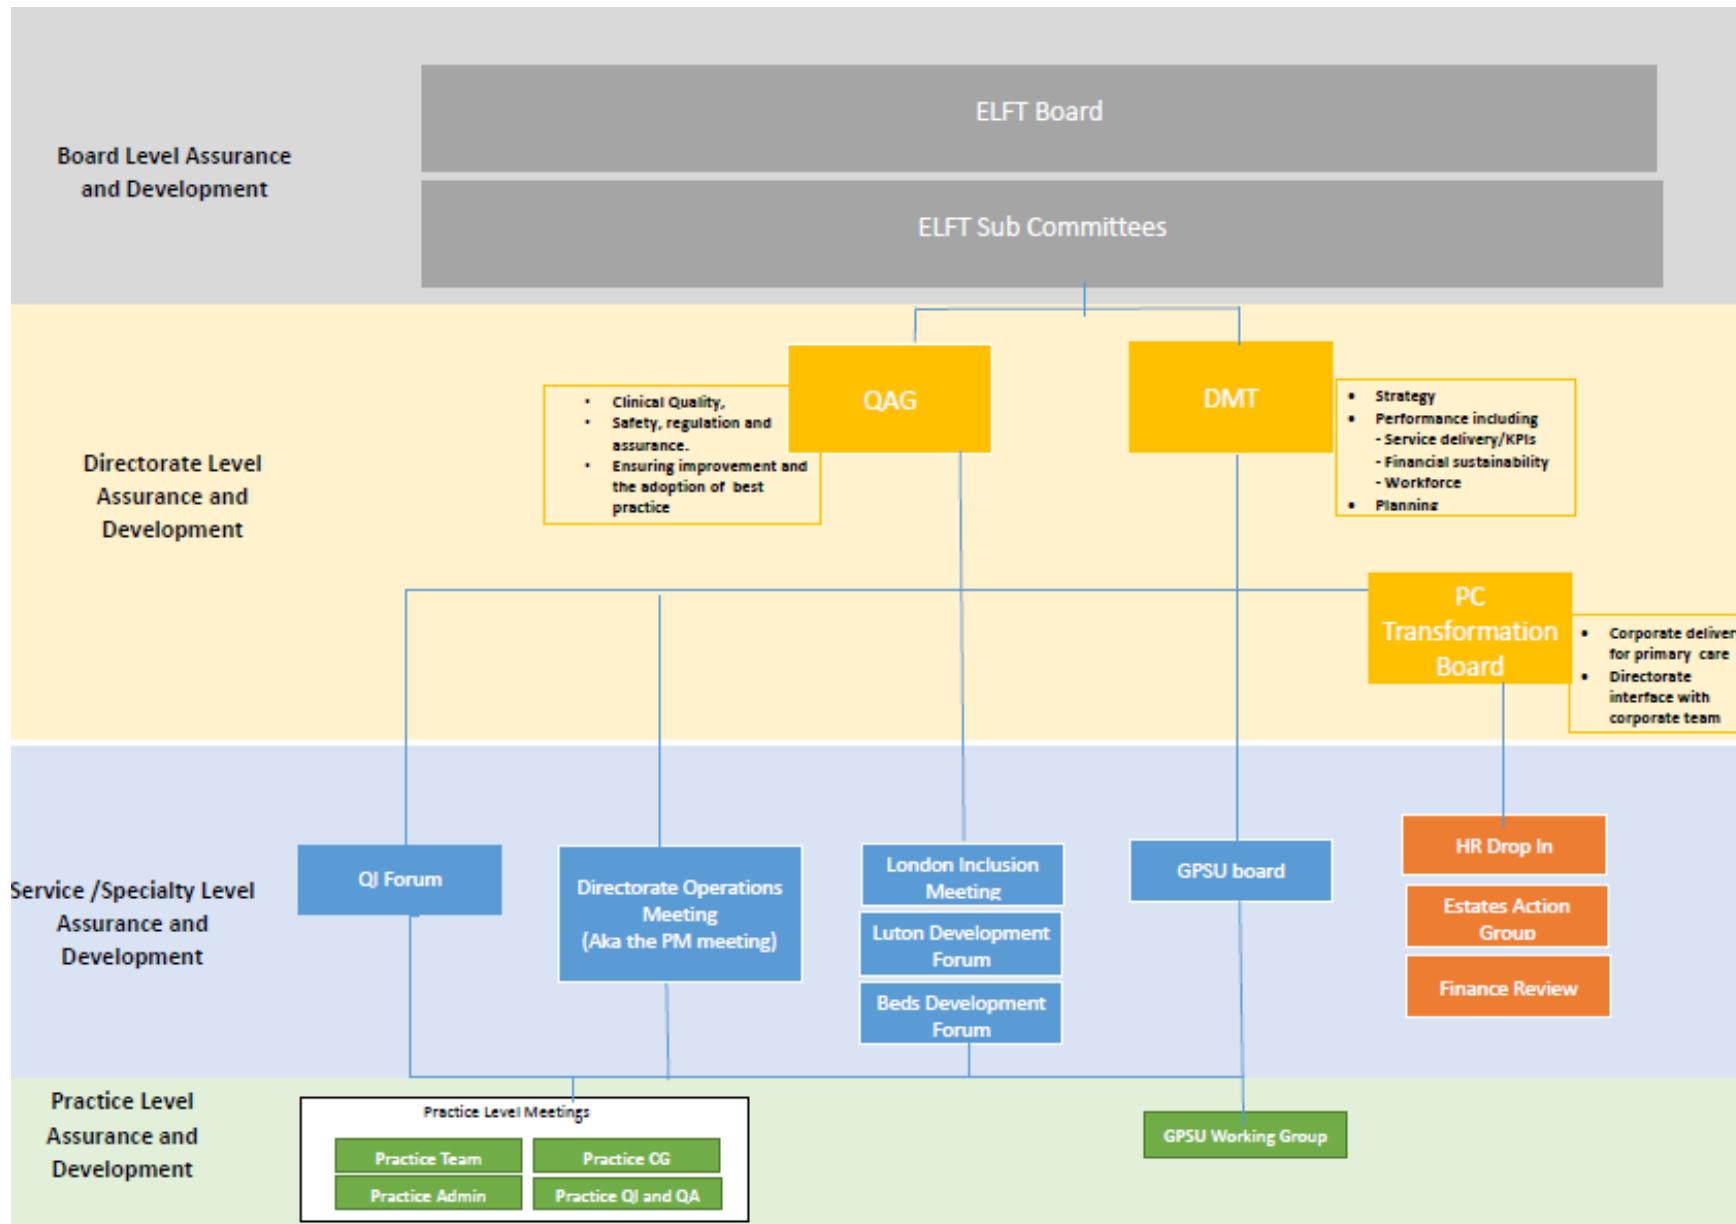 ELFT Board
Board Level Assurance
and Development
ELFT Sub Committees
QAG
DMT
• Clinical Quality,
• Safety, regulation and
assurance.
• Ensuring improvement and
the adoption of best
practice
• Strategy
• Performance including
- Service delivery/KPIs
- Financial sustainability
- Workforce
• Planning
Directorate Level
Assurance and
Development
PC
Transformation
Board
• Corporate deliver
for primary care
• Directorate
interface with
corporate team
Service /Specialty Level
Assurance and
Development
QI Forum
Directorate Operations
Meeting
(Aka the PM meeting)
London Inclusion
Meeting
Luton Development
Forum
Beds Development
Forum
GPSU board
HR Drop In
Estates Action
Group
Finance Review
Practice Level
Assurance and
Development
Practice Level Meetings
Practice Team
Practice CG
Practice Admin
Practice QI and QA
GPSU Working Group